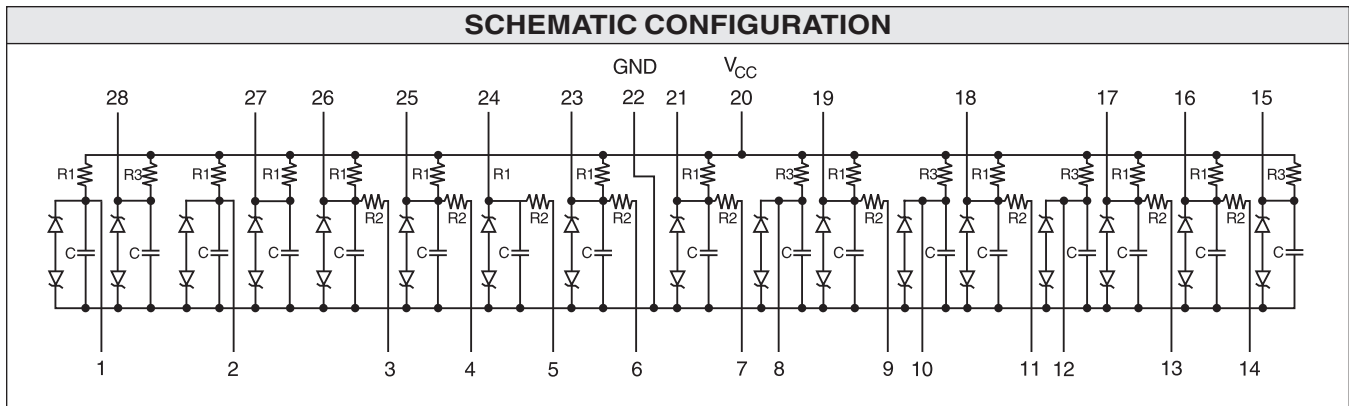 SCHEMATIC CONFIGURATION
GND VCC
28 27 26 25 24 23 22 21 20 19 18 17 16 15
R1 R3 R1 R1 R1 R1 R1 R1 R1 R3 R1 R3 R1 R3 R1 R1 R3
R2 R2 R2 R2 R2 R2 R2 R2 R2
C C C C C C C C C C C C C C C C C
1 2 3 4 5 6 7 8 9 10 11 12 13 14